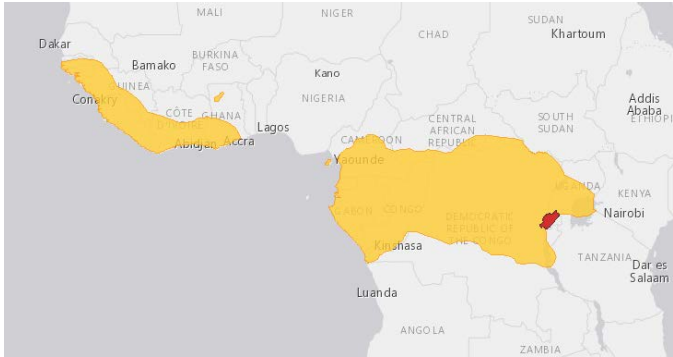 MALI
NIGER
SUDAN
Khartoum
CHAD
Dakar
Bamako
BURKINA
FASO
Kano
Addis
Ababa
GUINEA
Conakry
NIGERIA
CÔTE
D'IVOIRE
GHANA
CENTRAL
AFRICAN
REPUBLIC
SOUTH
SUDAN
ETHIOPI
Lagos
Abidjan
Accra
CAMEROON
Yaounde
UGANDA
KENYA
Nairobi
GABON
CONGO
DEMOCRATIC
REPUBLIC OF
THE CONGO
Kinshasa
TANZANIA
Dar es
Salaam
Luanda
ANGOLA
ZAMBIA